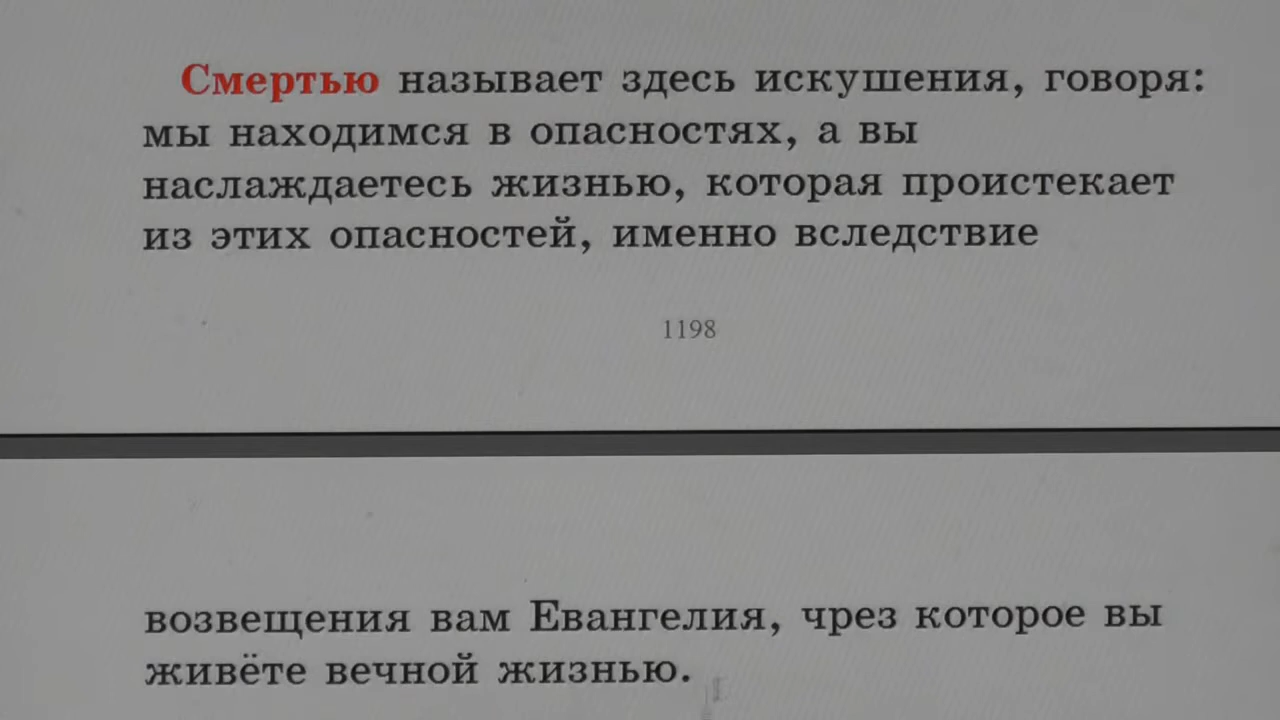 Смертью называет здесь искушения, говоря:
мы находимся в опасностях, а вы
наслаждаетесь жизнью, которая проистекает
из этих опасностей, именно вследствие
1198
возвещения вам Евангелия, чрез которое вы
живёте вечной жизнью.